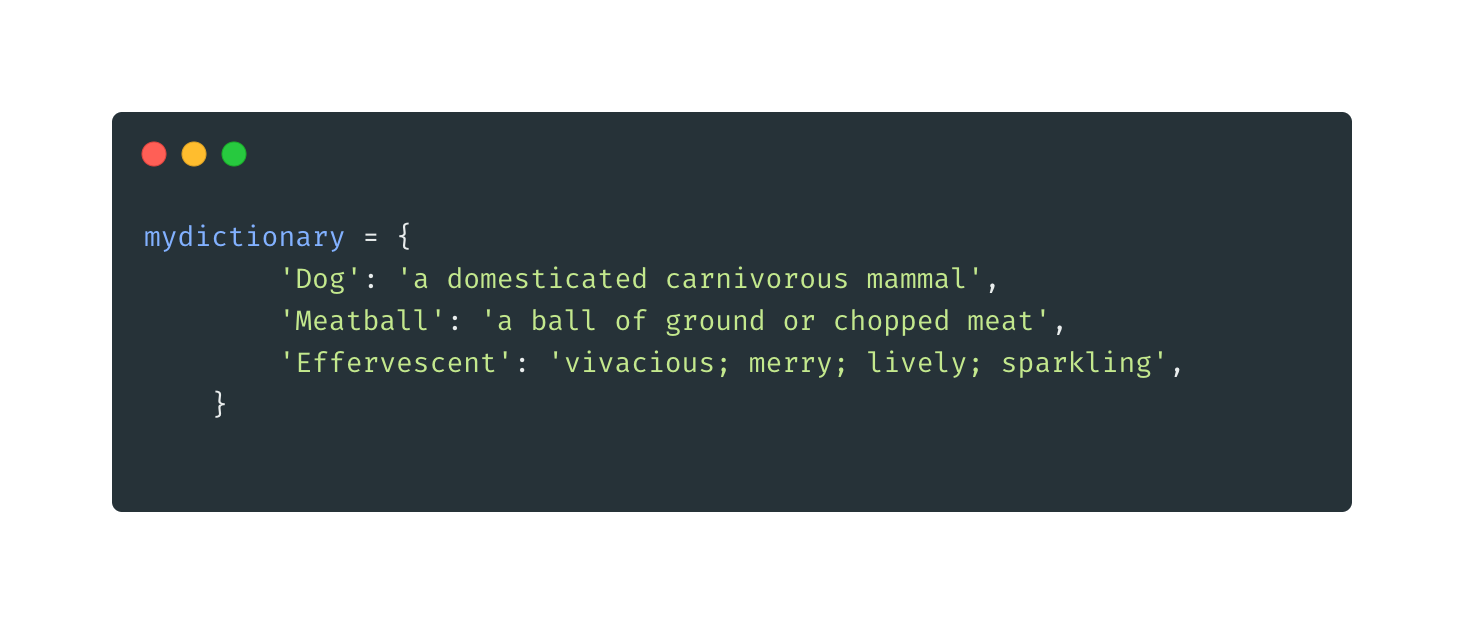 mydictionary = {
        'Dog': 'a domesticated carnivorous mammal',
        'Meatball': 'a ball of ground or chopped meat',
        'Effervescent': 'vivacious; merry; lively; sparkling',
    }